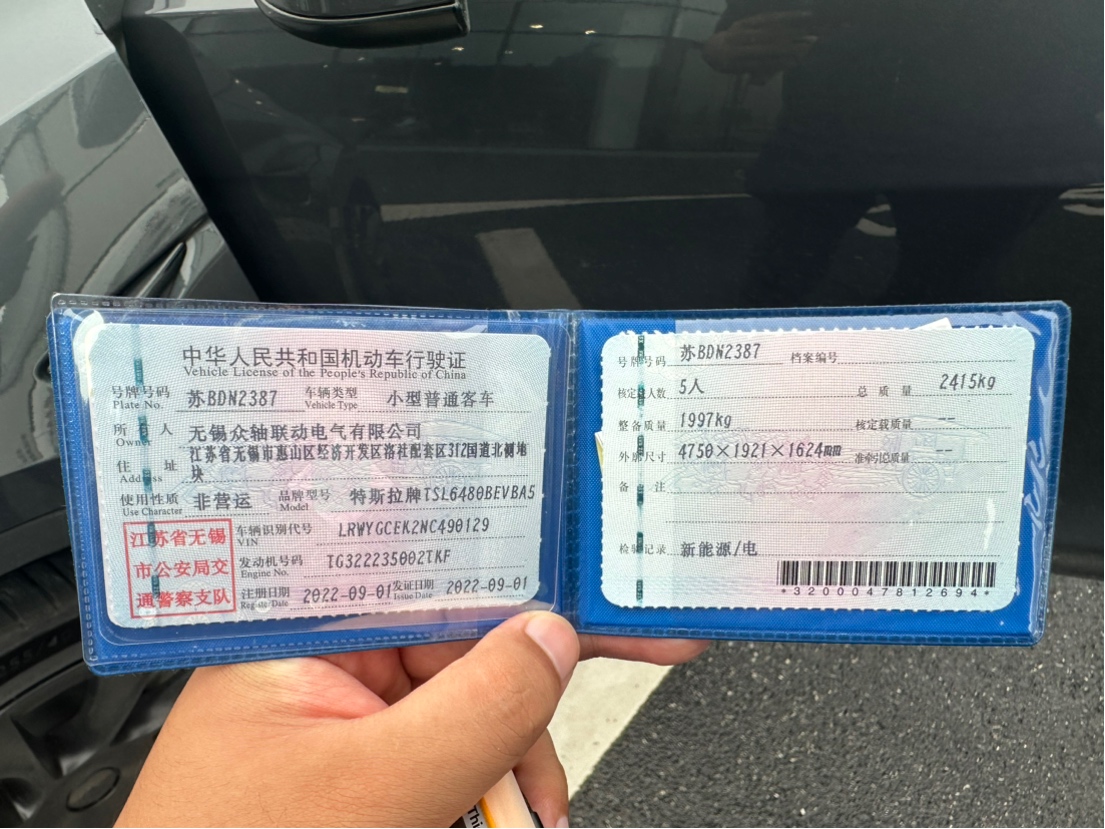 中华人民共和国机动车行驶证
Vehicle License of the People's Republic of China
号牌号码 苏BDN2387 车辆类型 小型普通客车
Plate No. Vehicle Type
所有人 无锡众轴联动电气有限公司
Owner
住址 江苏省无锡市惠山区经济开发区洛社配套区312国道北侧地块
Address
使用性质 非营运 品牌型号 特斯拉牌TSL6480BEVBA5
Use Character Model
江苏省无锡
市公安局交
通警察支队
车辆识别代号 LRWYGCEK2NC490129
VIN
发动机号码 TG322235002TKF
Engine No.
注册日期 2022-09-01 发证日期 2022-09-01
Register Date Issue Date
号牌号码 苏BDN2387 档案编号
核定载人数 5人 总质量 2415kg
整备质量 1997kg 核定载质量 --
外廓尺寸 4750×1921×1624mm 准牵引总质量 --
备注
检验记录 新能源/电
*3200047812694*